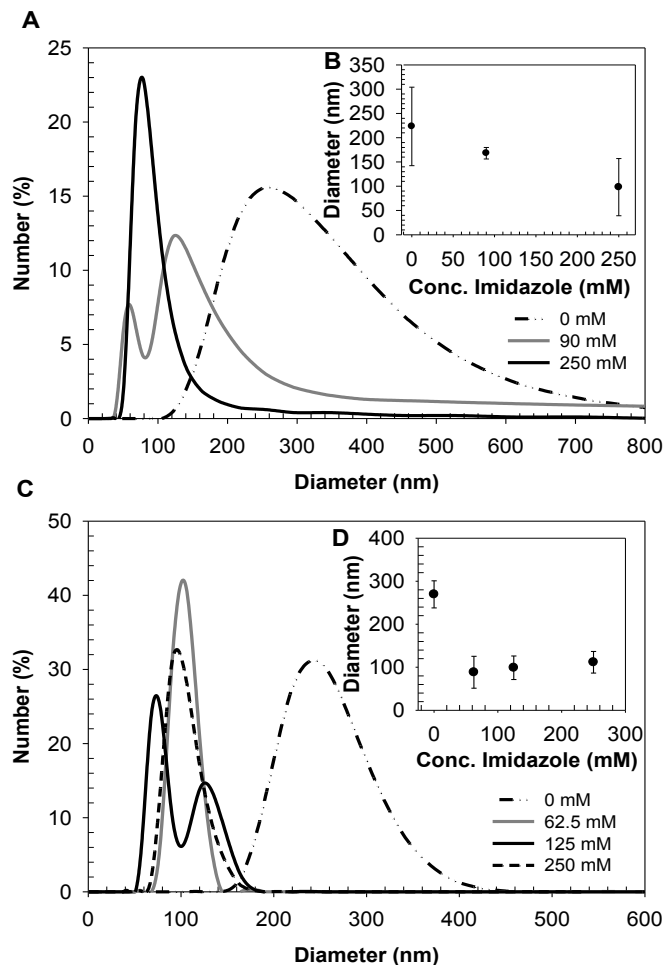 A
25
20
15
10
5
0
Number (%)
0 100 200 300 400 500 600 700 800
Diameter (nm)
B
350
300
250
200
150
100
50
0
Diameter (nm)
0 50 100 150 200 250
Conc. Imidazole (mM)
0 mM
90 mM
250 mM
C
50
40
30
20
10
0
Number (%)
0 100 200 300 400 500 600
Diameter (nm)
D
400
300
200
100
0
Diameter (nm)
0 100 200 300
Conc. Imidazole (mM)
0 mM
62.5 mM
125 mM
250 mM